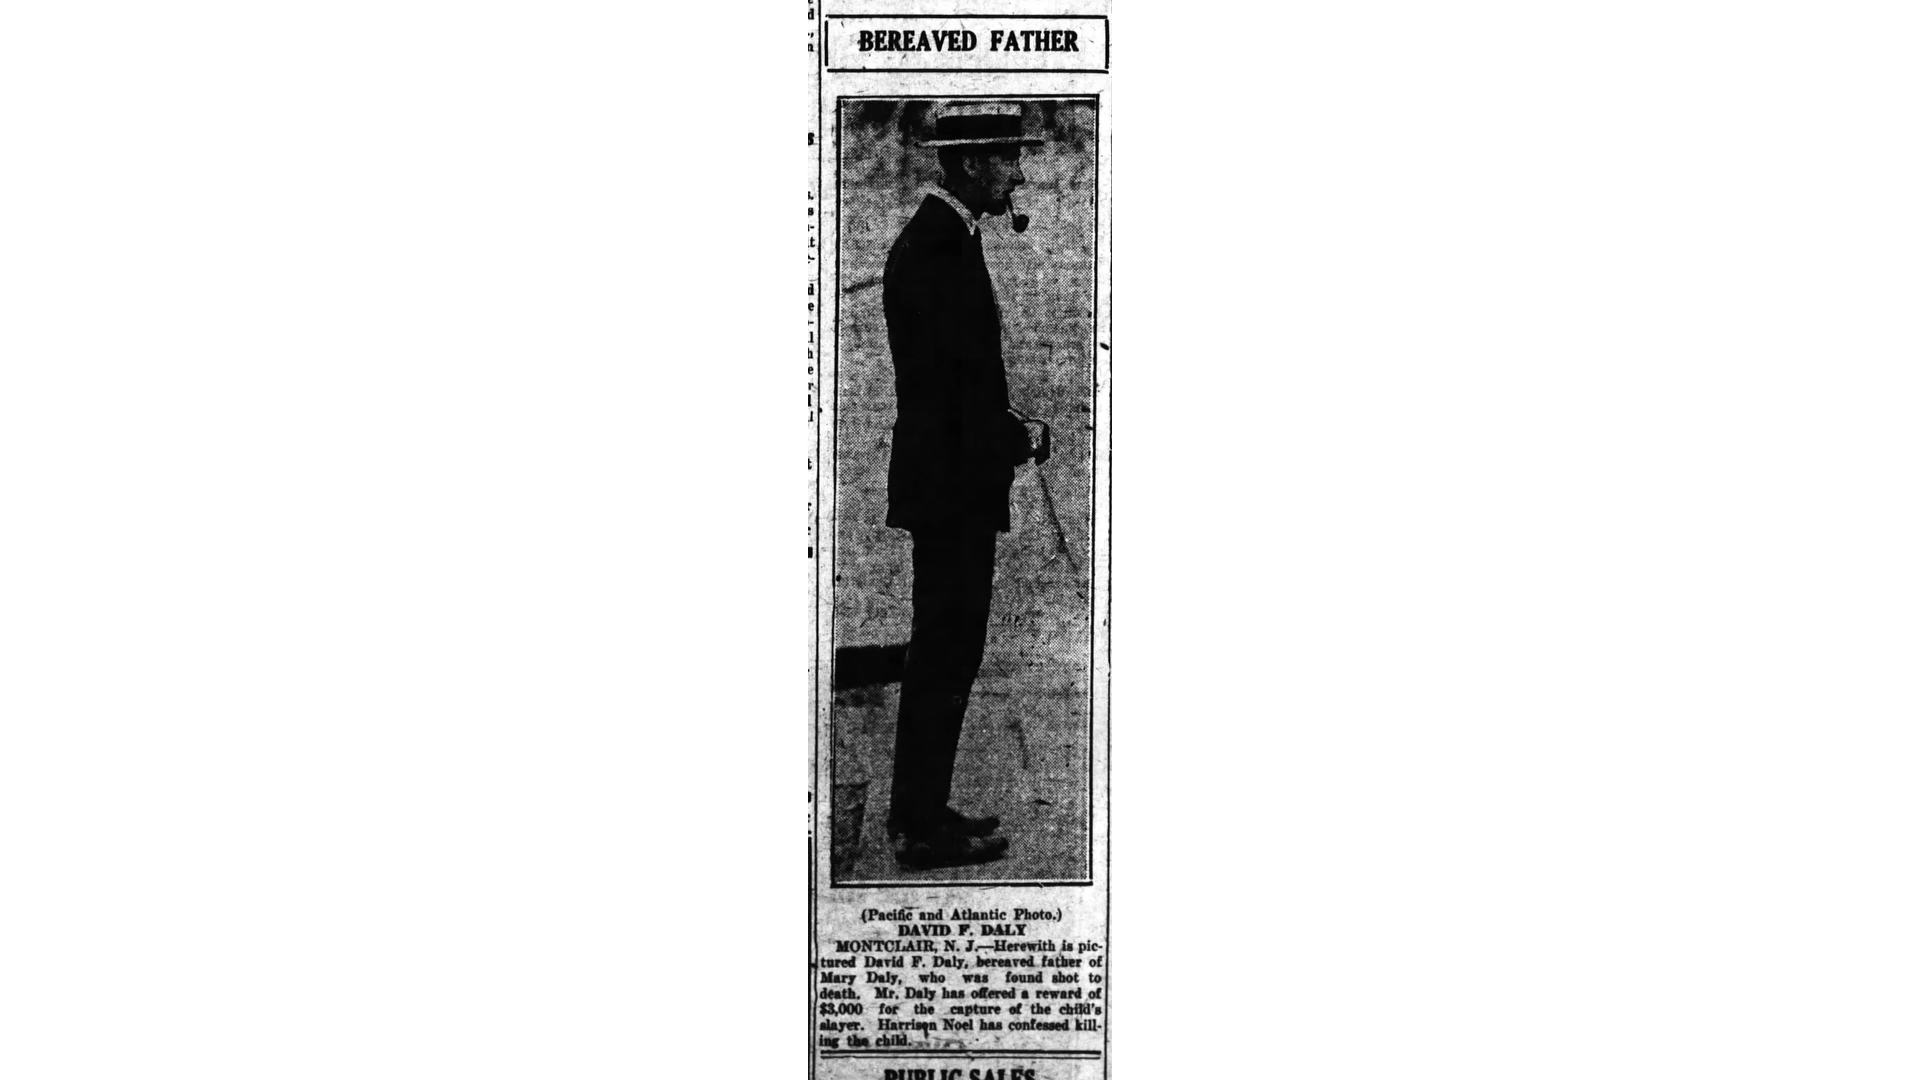 BEREAVED FATHER
(Pacific and Atlantic Photo.)
DAVID F. DALY
MONTCLAIR, N. J.—Herewith is pic-
tured David F. Daly, bereaved father of
Mary Daly, who was found shot to
death. Mr. Daly has offered a reward of
$3,000 for the capture of the child's
slayer. Harrison Noel has confessed kill-
ing the child.
PUBLIC SALES